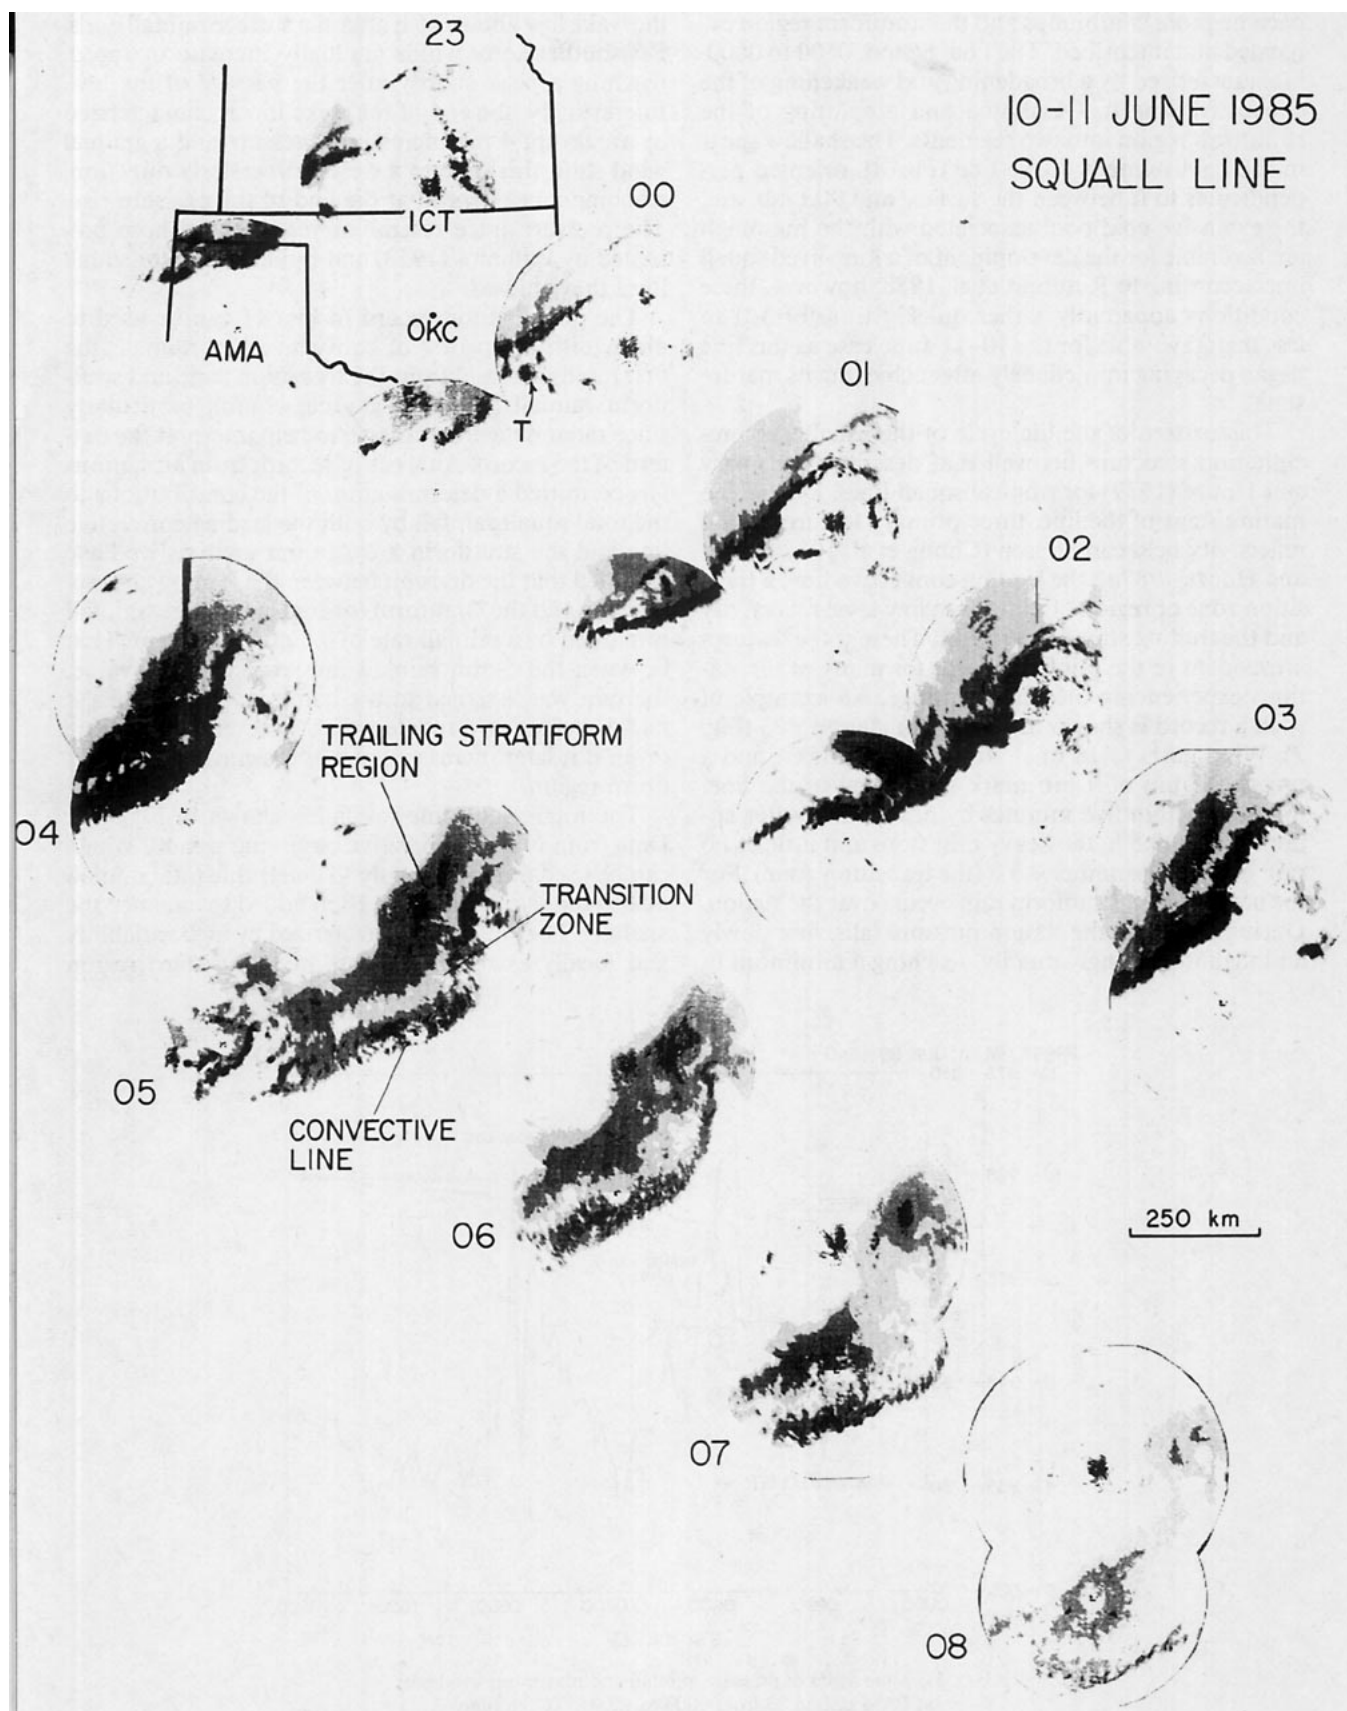 23
10-11 JUNE 1985
SQUALL LINE
00
ICT
OKC
AMA
01
T
02
03
TRAILING STRATIFORM
REGION
04
TRANSITION
ZONE
05
CONVECTIVE
LINE
06
250 km
07
08